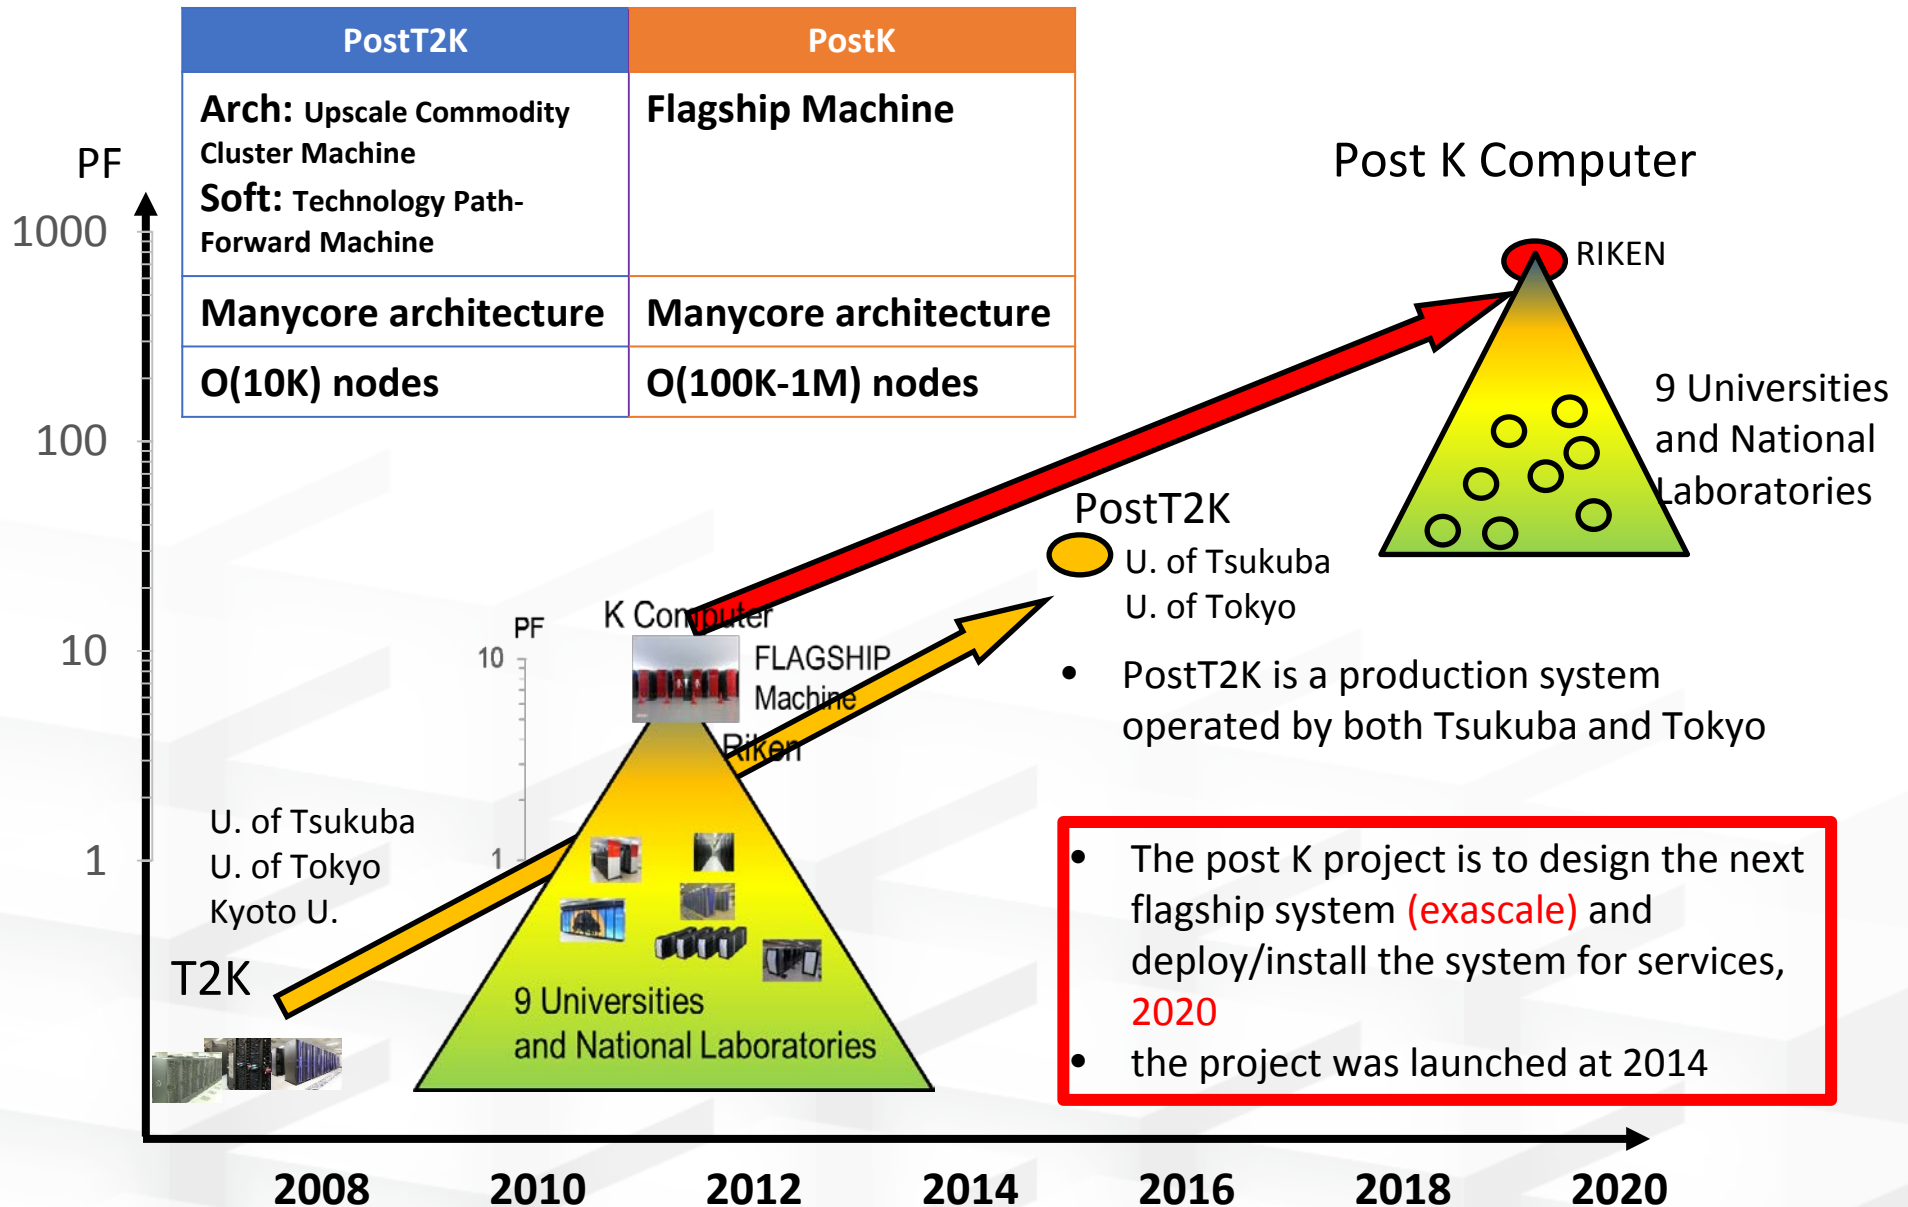 PostT2K
PostK
Arch: Upscale Commodity
Cluster Machine
Soft: Technology Path-
Forward Machine
Flagship Machine
Manycore architecture
Manycore architecture
O(10K) nodes
O(100K-1M) nodes
PF
1000
100
10
1
Post K Computer
RIKEN
9 Universities
and National
Laboratories
PostT2K
U. of Tsukuba
U. of Tokyo
PF
10
1
K Computer
FLAGSHIP
Machine
Riken
9 Universities
and National Laboratories
U. of Tsukuba
U. of Tokyo
Kyoto U.
T2K
• PostT2K is a production system
operated by both Tsukuba and Tokyo
• The post K project is to design the next
flagship system (exascale) and
deploy/install the system for services,
2020
• the project was launched at 2014
2008 2010 2012 2014 2016 2018 2020